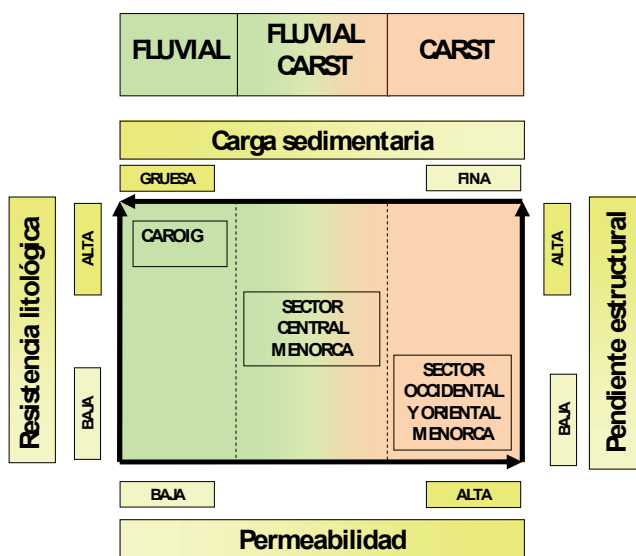 FLUVIAL
FLUVIAL
CARST
CARST
Carga sedimentaria
GRUESA
FINA
Resistencia litológica
ALTA
BAJA
CAROIG
SECTOR
CENTRAL
MENORCA
SECTOR
OCCIDENTAL
Y ORIENTAL
MENORCA
ALTA
BAJA
Pendiente estructural
BAJA
ALTA
Permeabilidad